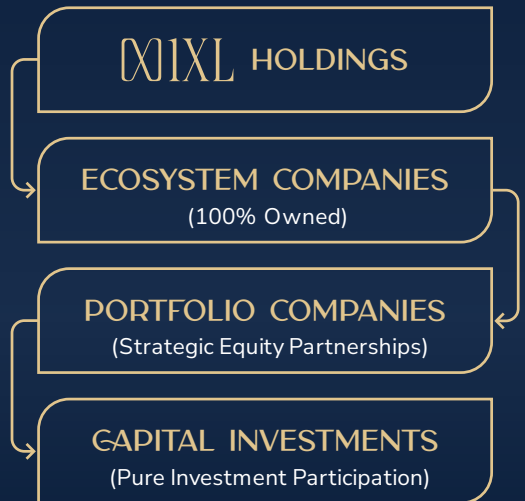 1XL HOLDINGS
ECOSYSTEM COMPANIES
(100% Owned)
PORTFOLIO COMPANIES
(Strategic Equity Partnerships)
CAPITAL INVESTMENTS
(Pure Investment Participation)